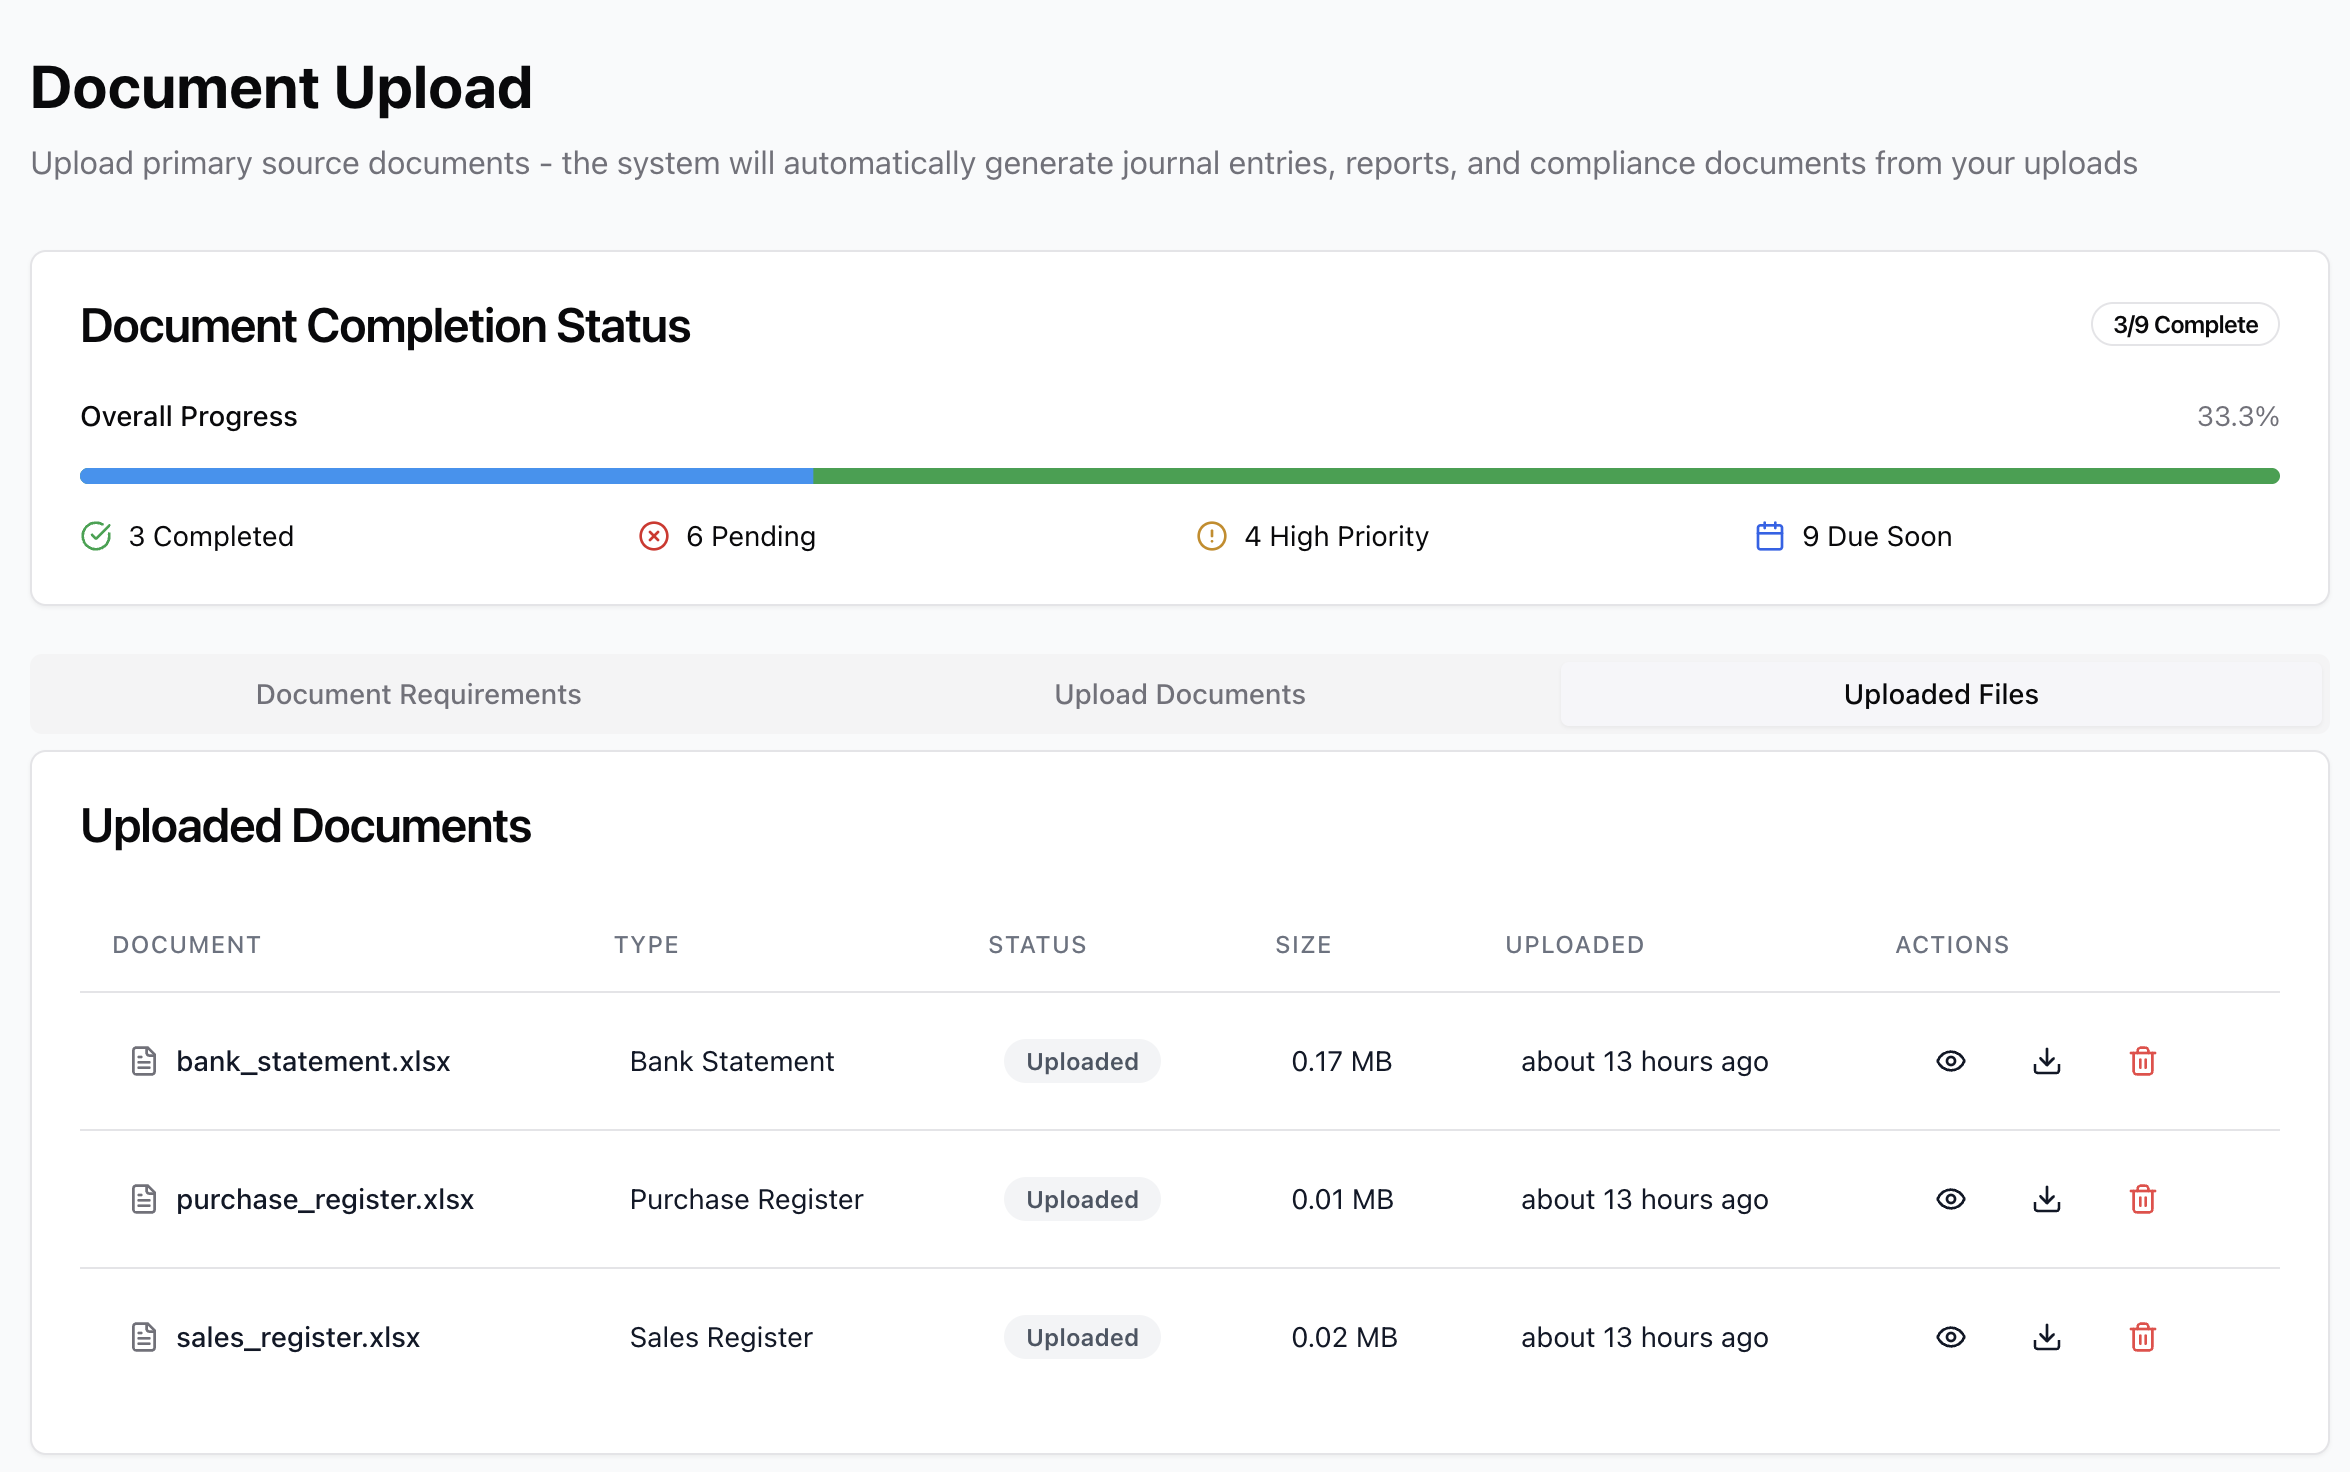 Document Upload
Upload primary source documents - the system will automatically generate journal entries, reports, and compliance documents from your uploads
Document Completion Status
3/9 Complete
Overall Progress
33.3%
3 Completed
6 Pending
4 High Priority
9 Due Soon
Document Requirements
Upload Documents
Uploaded Files
Uploaded Documents
DOCUMENT TYPE STATUS SIZE UPLOADED ACTIONS
bank_statement.xlsx Bank Statement Uploaded 0.17 MB about 13 hours ago
purchase_register.xlsx Purchase Register Uploaded 0.01 MB about 13 hours ago
sales_register.xlsx Sales Register Uploaded 0.02 MB about 13 hours ago